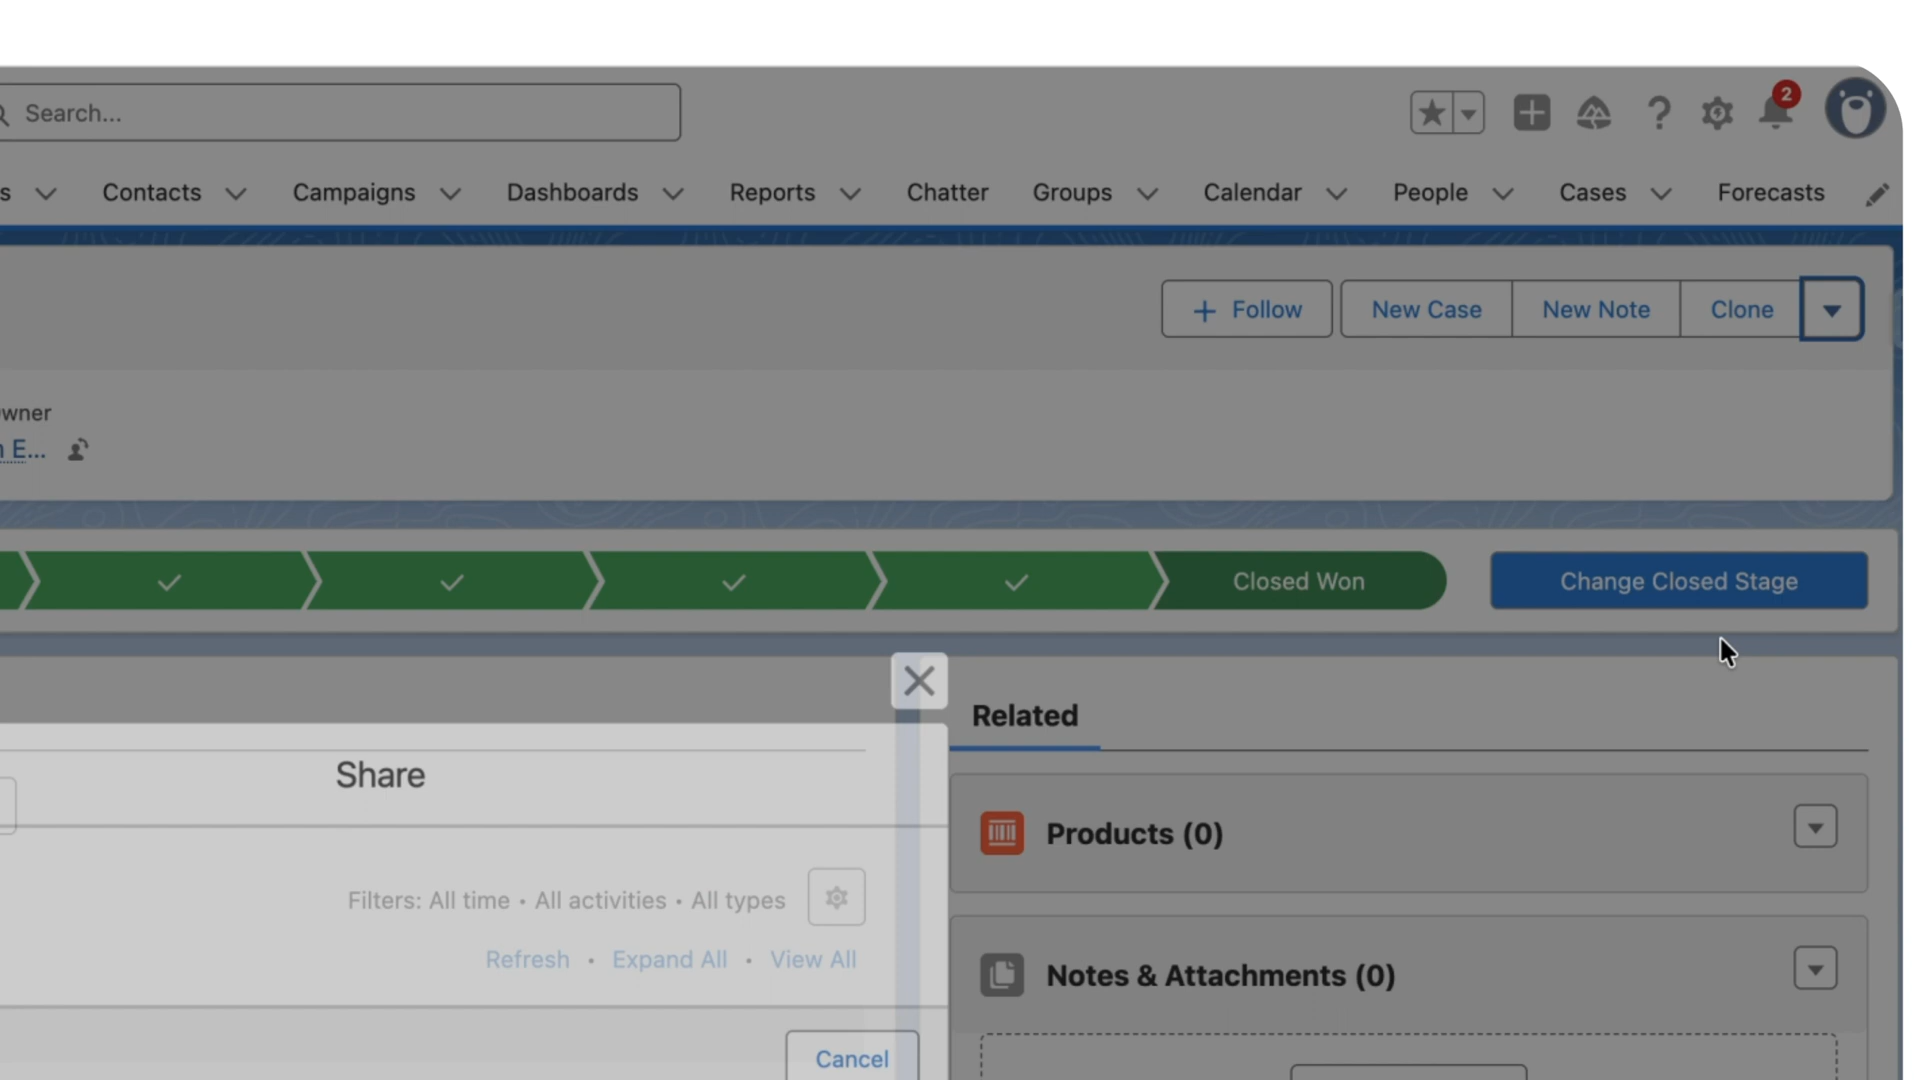 Search...
2
s Contacts Campaigns Dashboards Reports Chatter Groups Calendar People Cases Forecasts
+ Follow New Case New Note Clone
wner
E...
Closed Won Change Closed Stage
Related
Share
Products (0)
Filters: All time • All activities • All types
Refresh • Expand All • View All
Notes & Attachments (0)
Cancel